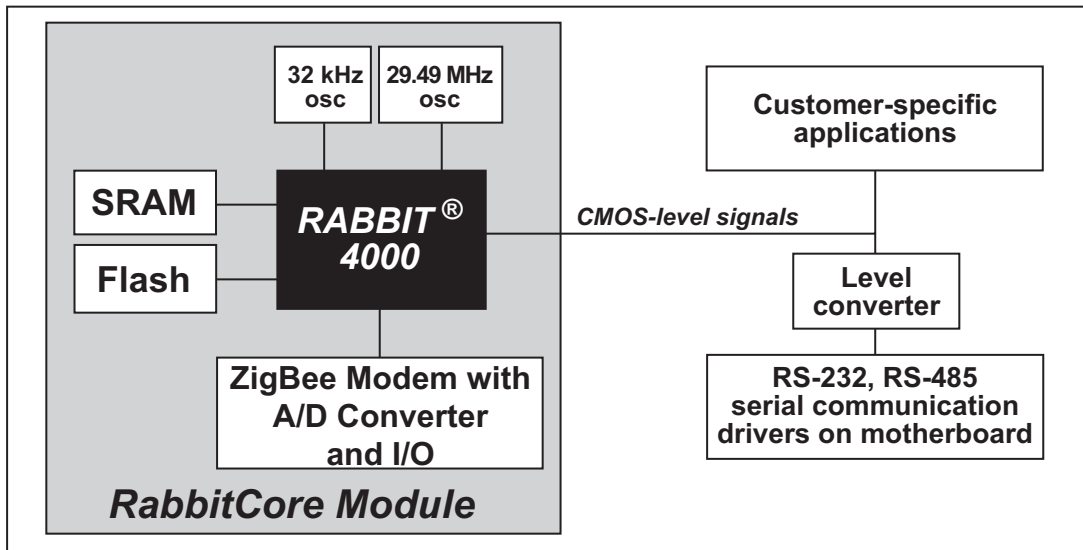 32 kHz
osc
29.49 MHz
osc
SRAM
Flash
RABBIT®
4000
ZigBee Modem with
A/D Converter
and I/O
RabbitCore Module
CMOS-level signals
Customer-specific
applications
Level
converter
RS-232, RS-485
serial communication
drivers on motherboard